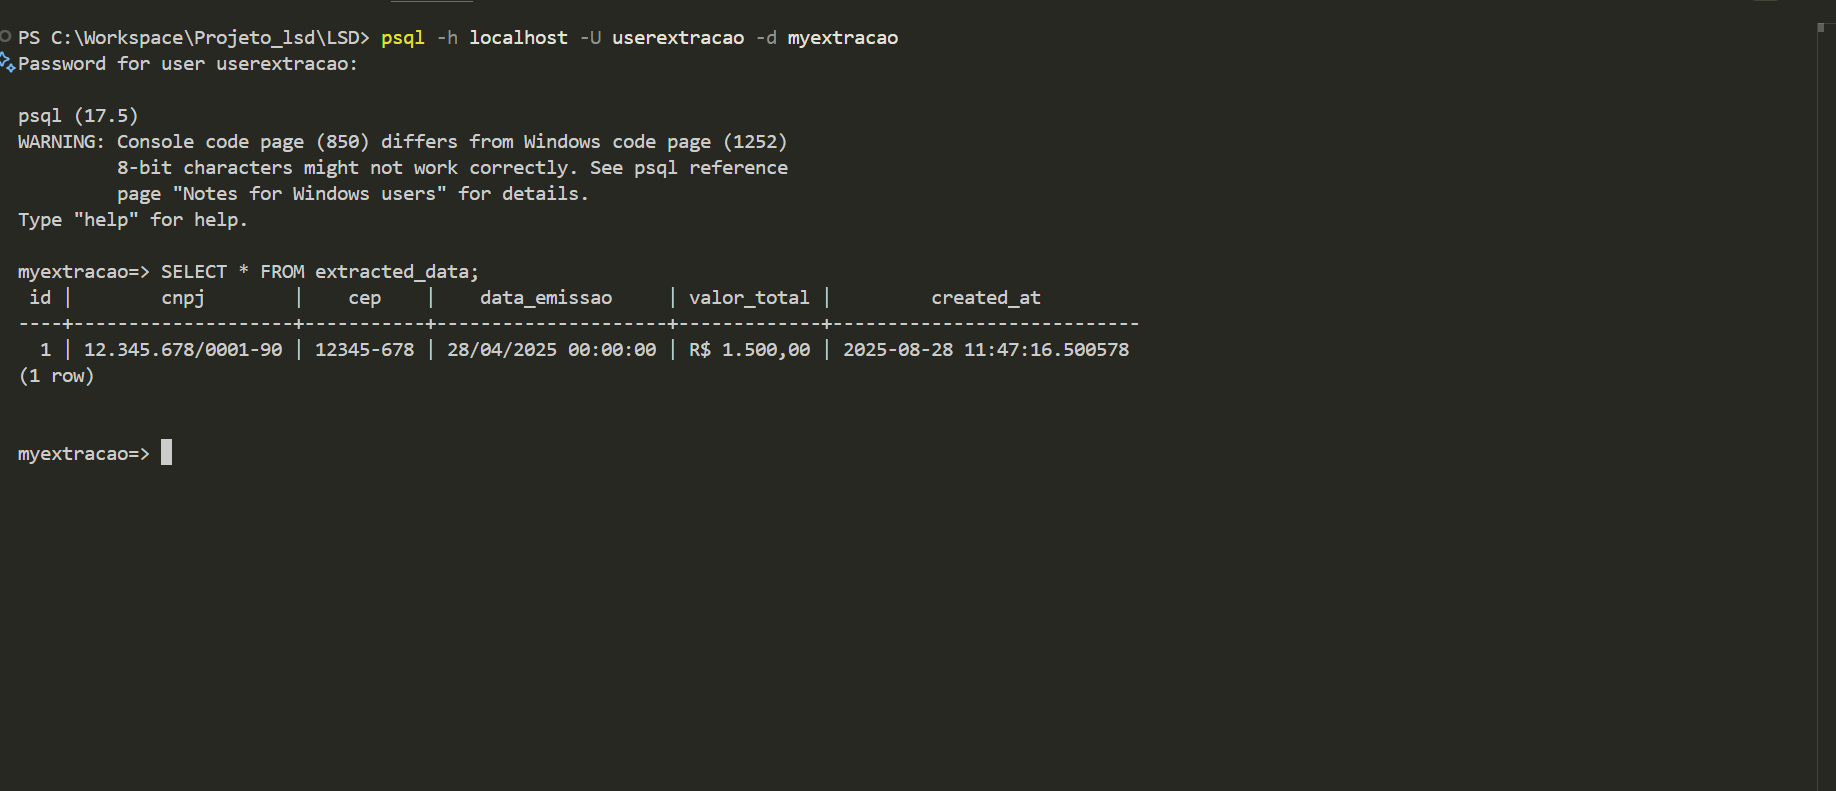 PS C:\Workspace\Projeto_lsd\LSD> psql -h localhost -U userextracao -d myextracao
Password for user userextracao:

psql (17.5)
WARNING: Console code page (850) differs from Windows code page (1252)
         8-bit characters might not work correctly. See psql reference
         page "Notes for Windows users" for details.
Type "help" for help.

myextracao=> SELECT * FROM extracted_data;
 id |        cnpj        |    cep    |    data_emissao     | valor_total |         created_at
----+--------------------+-----------+---------------------+-------------+----------------------------
  1 | 12.345.678/0001-90 | 12345-678 | 28/04/2025 00:00:00 | R$ 1.500,00 | 2025-08-28 11:47:16.500578
(1 row)

myextracao=>